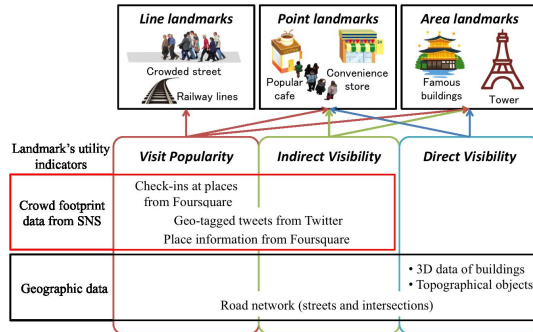 Line landmarks
Point landmarks
Area landmarks
Crowded street
Railway lines
Popular
cafe
Convenience
store
Famous
buildings
Tower
Landmark's utility
indicators
Visit Popularity
Indirect Visibility
Direct Visibility
Crowd footprint
data from SNS
Check-ins at places
from Foursquare
Geo-tagged tweets from Twitter
Place information from Foursquare
Geographic data
• 3D data of buildings
• Topographical objects
Road network (streets and intersections)